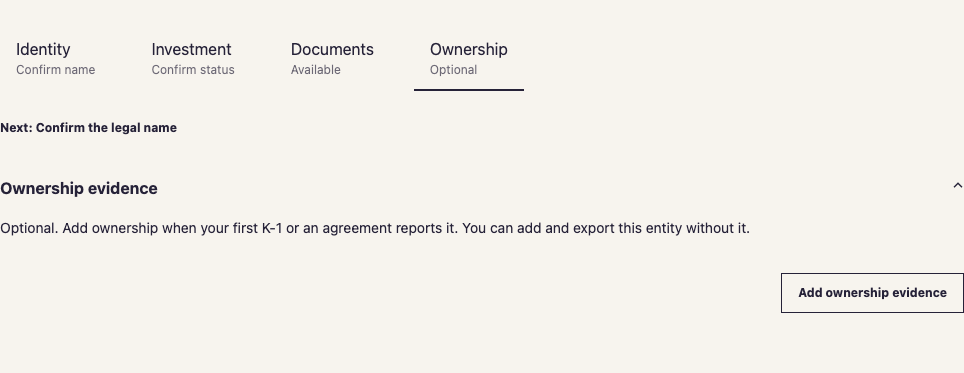 Identity
Confirm name
Investment
Confirm status
Documents
Available
Ownership
Optional
Next: Confirm the legal name
Ownership evidence
Optional. Add ownership when your first K-1 or an agreement reports it. You can add and export this entity without it.
Add ownership evidence